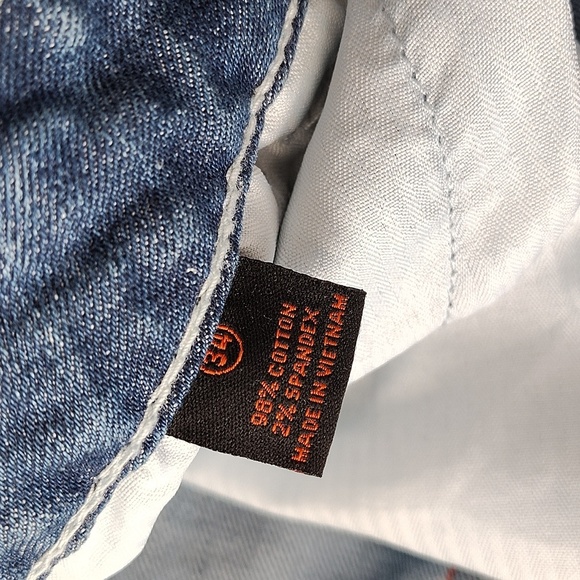 34
98% COTTON
2% SPANDEX
MADE IN VIETNAM